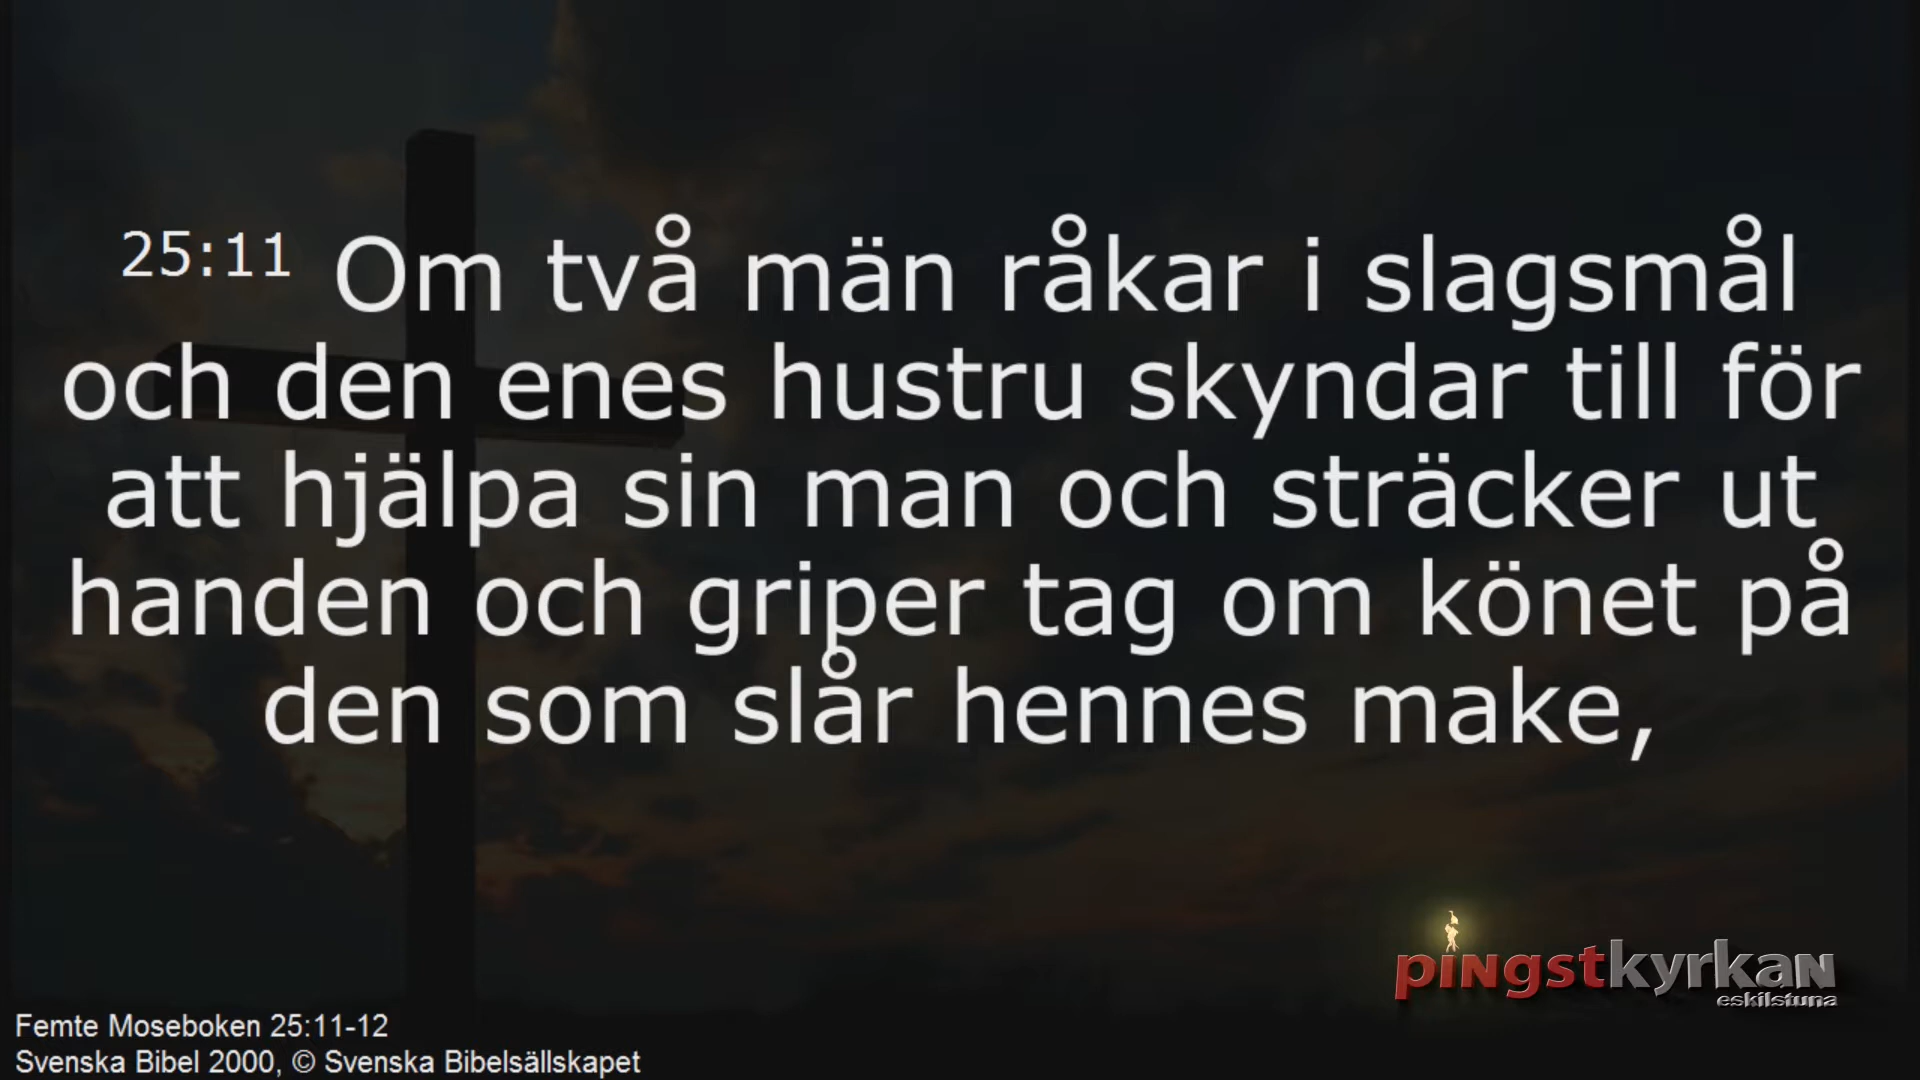 25:11 Om två män råkar i slagsmål
och den enes hustru skyndar till för
att hjälpa sin man och sträcker ut
handen och griper tag om könet på
den som slår hennes make,
pingstkyrkan
eskilstuna
Femte Moseboken 25:11-12
Svenska Bibel 2000, © Svenska Bibelsällskapet